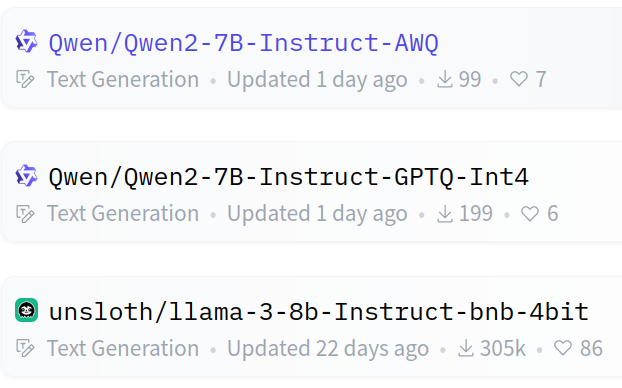 Qwen/Qwen2-7B-Instruct-AWQ
Text Generation • Updated 1 day ago • 99 • 7
Qwen/Qwen2-7B-Instruct-GPTQ-Int4
Text Generation • Updated 1 day ago • 199 • 6
unsloth/llama-3-8b-Instruct-bnb-4bit
Text Generation • Updated 22 days ago • 305k • 86